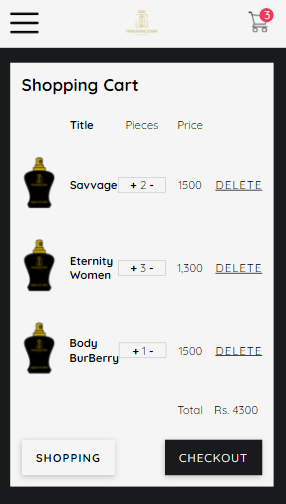 3
Shopping Cart
Title Pieces Price
Savvage + 2 - 1500 DELETE
Eternity
Women + 3 - 1,300 DELETE
Body
BurBerry + 1 - 1500 DELETE
Total Rs. 4300
SHOPPING CHECKOUT